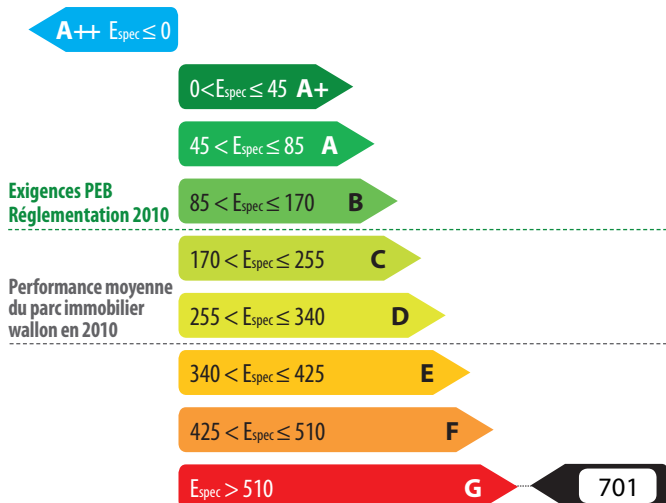 A++ Espec ≤ 0
0 < Espec ≤ 45 A+
45 < Espec ≤ 85 A
Exigences PEB
Réglementation 2010
85 < Espec ≤ 170 B
170 < Espec ≤ 255 C
Performance moyenne
du parc immobilier
wallon en 2010
255 < Espec ≤ 340 D
340 < Espec ≤ 425 E
425 < Espec ≤ 510 F
Espec > 510 G 701